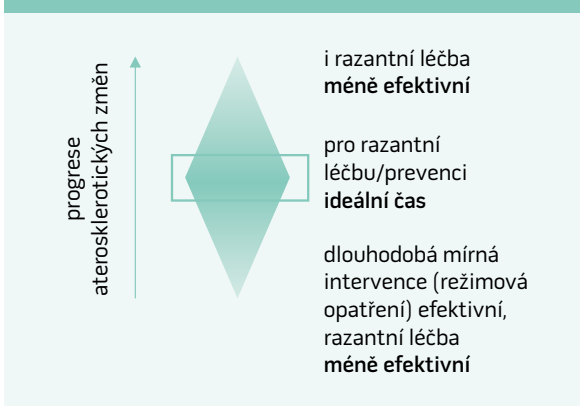 progrese
aterosklerotických změn
i razantní léčba
méně efektivní
pro razantní
léčbu/prevenci
ideální čas
dlouhodobá mírná
intervence (režimová
opatření) efektivní,
razantní léčba
méně efektivní